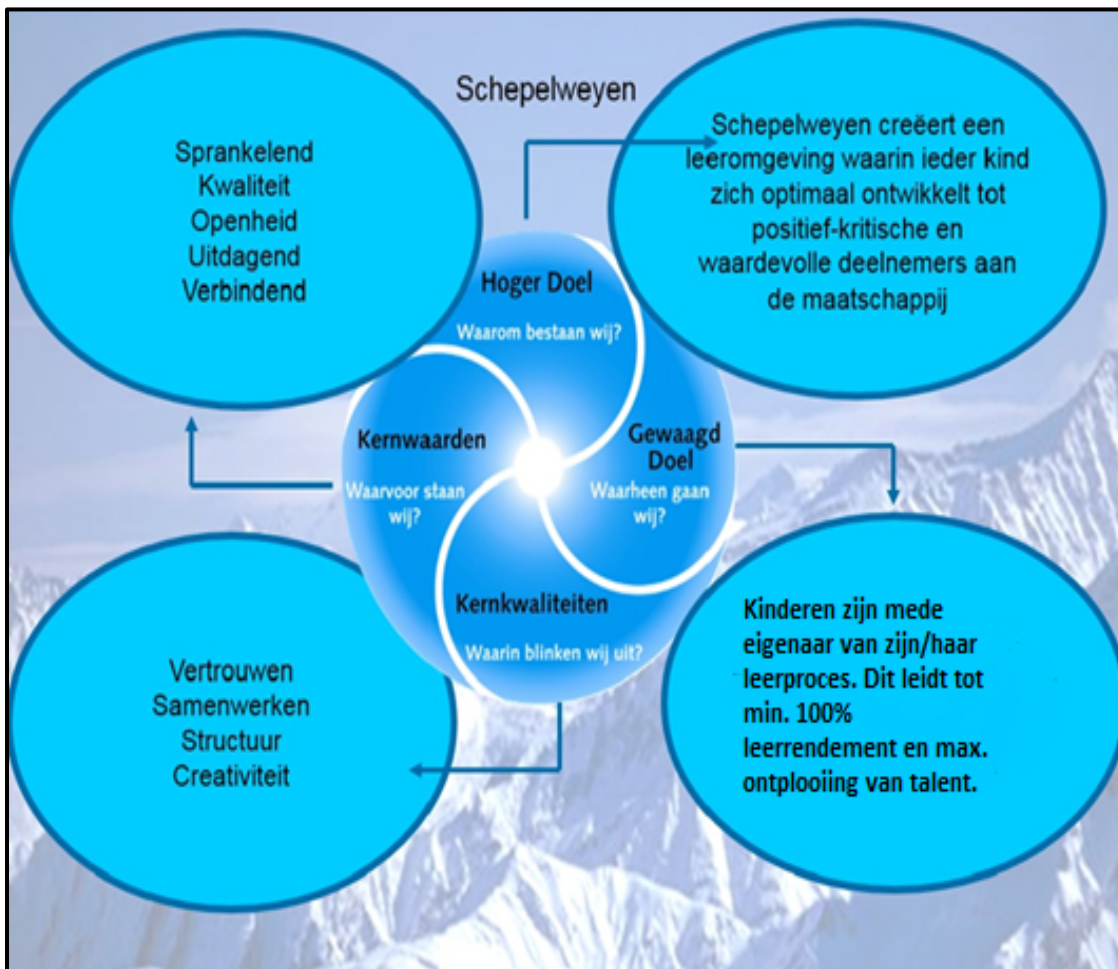 Schepelweyen
Sprankelend
Kwaliteit
Openheid
Uitdagend
Verbindend
Schepelweyen creëert een
leeromgeving waarin ieder kind
zich optimaal ontwikkelt tot
positief-kritische en
waardevolle deelnemers aan
de maatschappij
Hoger Doel
Waarom bestaan wij?
Kernwaarden
Waarvoor staan
wij?
Gewaagd
Doel
Waarheen gaan
wij?
Kernkwaliteiten
Waarin blinken wij uit?
Vertrouwen
Samenwerken
Structuur
Creativiteit
Kinderen zijn mede
eigenaar van zijn/haar
leerproces. Dit leidt tot
min. 100%
leerrendement en max.
ontplooiing van talent.